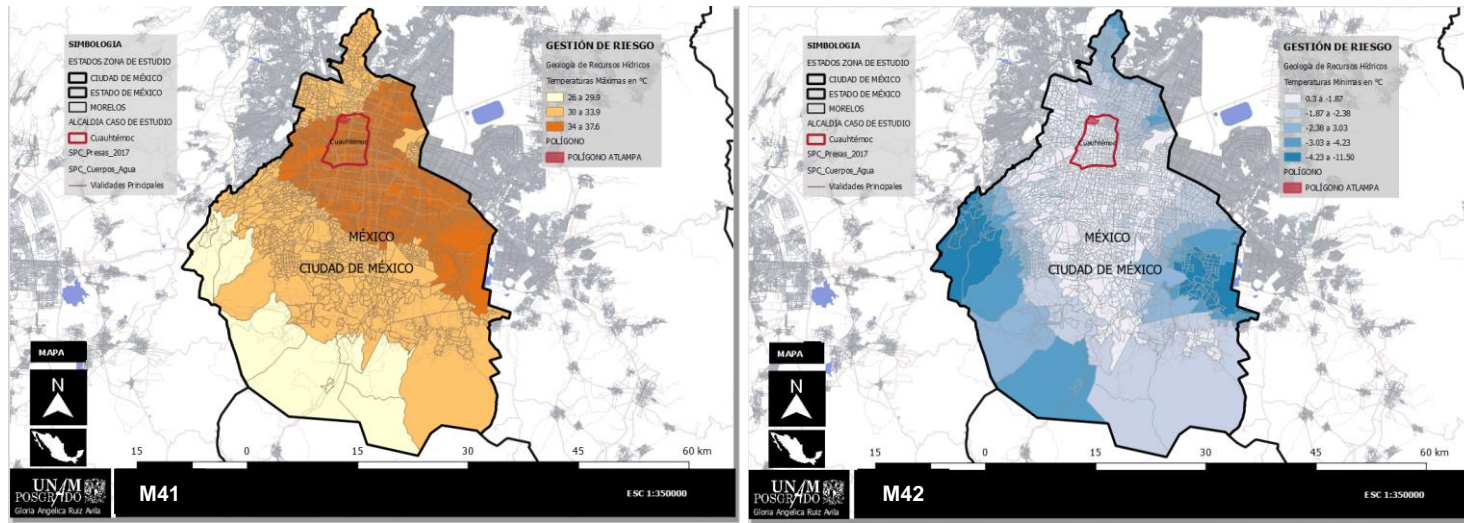 SIMBOLOGIA
ESTADOS ZONA DE ESTUDIO
CIUDAD DE MÉXICO
ESTADO DE MÉXICO
MORELOS
ALCALDIA CASO DE ESTUDIO
Cuauhtémoc
SPC_Presas_2017
SPC_Cuerpos_Agua
Vialidades Principales
GESTIÓN DE RIESGO
Geología de Recursos Hídricos
Temperaturas Máximas en °C
26 a 29.9
30 a 33.9
34 a 37.6
POLÍGONO
POLÍGONO ATLAMPA
Cuauhtémoc
MÉXICO
CIUDAD DE MÉXICO
MAPA
N
15 0 15 30 60 km
UNAM
POSGRADO
Gloria Angélica Ruiz Avila
M41
ESC 1:350000
SIMBOLOGIA
ESTADOS ZONA DE ESTUDIO
CIUDAD DE MÉXICO
ESTADO DE MÉXICO
MORELOS
ALCALDIA CASO DE ESTUDIO
Cuauhtémoc
SPC_Presas_2017
SPC_Cuerpos_Agua
Vialidades Principales
GESTIÓN DE RIESGO
Geología de Recursos Hídricos
Temperaturas Mínimas en °C
0.3 a -1.87
-1.87 a -2.38
-2.38 a 3.03
-3.03 a -4.23
-4.23 a -11.50
POLÍGONO
POLÍGONO ATLAMPA
Cuauhtémoc
MÉXICO
CIUDAD DE MÉXICO
MAPA
N
15 0 15 30 60 km
UNAM
POSGRADO
Gloria Angélica Ruiz Avila
M42
ESC 1:350000